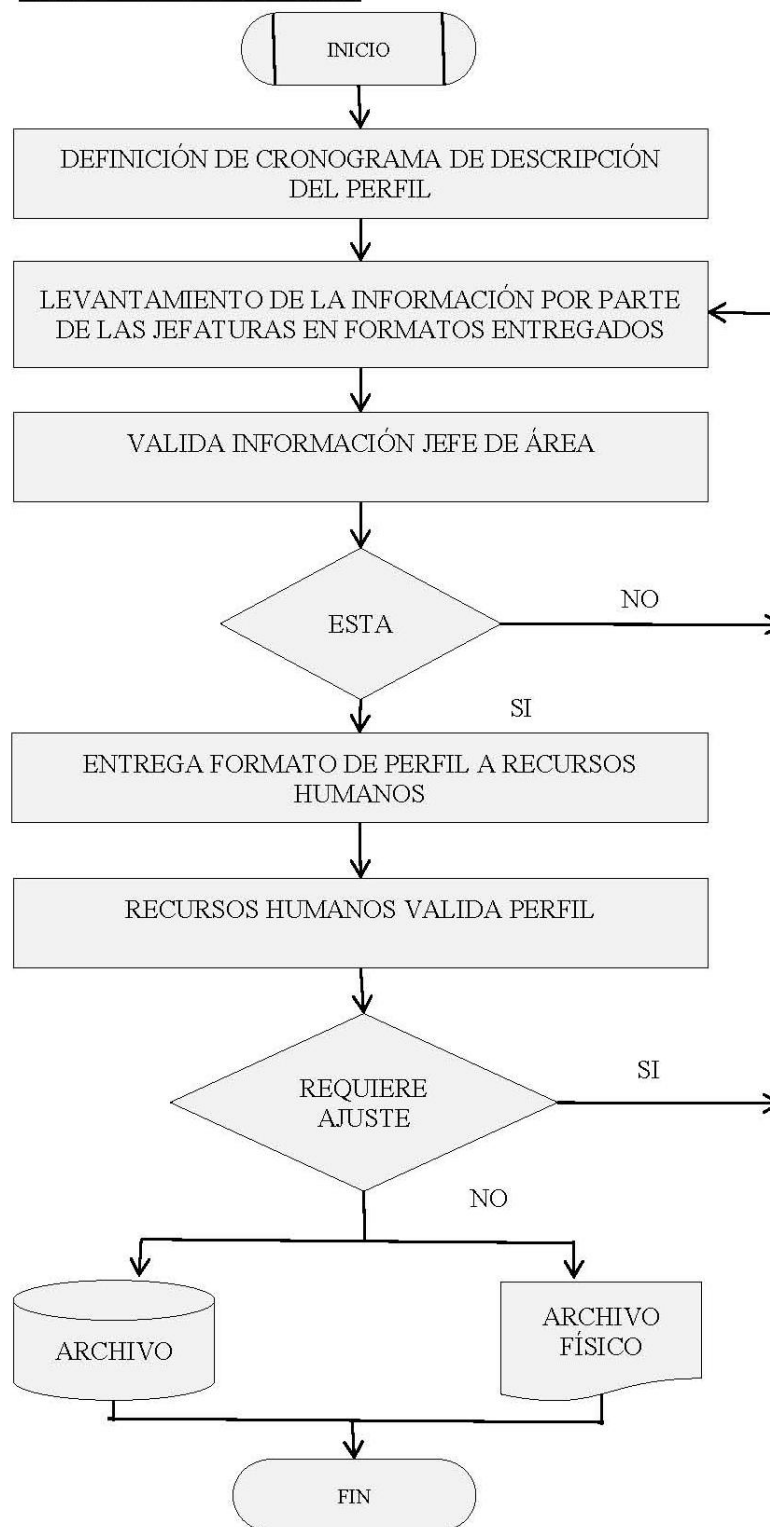 INICIO
DEFINICIÓN DE CRONOGRAMA DE DESCRIPCIÓN
DEL PERFIL
LEVANTAMIENTO DE LA INFORMACIÓN POR PARTE
DE LAS JEFATURAS EN FORMATOS ENTREGADOS
VALIDA INFORMACIÓN JEFE DE ÁREA
ESTA
NO
SI
ENTREGA FORMATO DE PERFIL A RECURSOS
HUMANOS
RECURSOS HUMANOS VALIDA PERFIL
REQUIERE
AJUSTE
SI
NO
ARCHIVO
ARCHIVO
FÍSICO
FIN